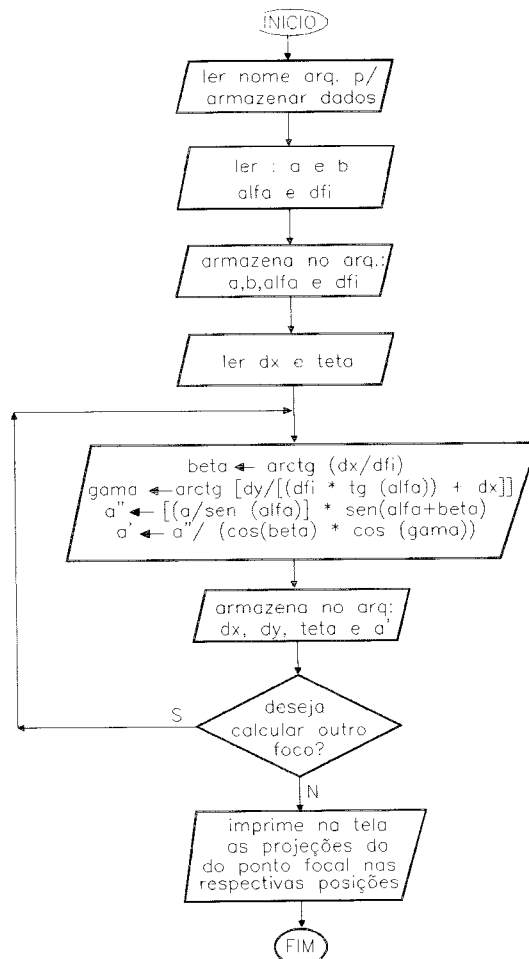 INICIO
ler nome arq. p/
armazenar dados
ler : a e b
alfa e dfi
armazena no arq.:
a,b,alfa e dfi
ler dx e teta
beta ← arctg (dx/dfi)
gama ← arctg [dy/[(dfi * tg (alfa)) + dx]]
a" ← [(a/sen (alfa)] * sen(alfa+beta)
a' ← a"/ (cos(beta) * cos (gama))
armazena no arq:
dx, dy, teta e a'
deseja
calcular outro
foco?
S
N
imprime na tela
as projeções da
do ponto focal nas
respectivas posições
FIM